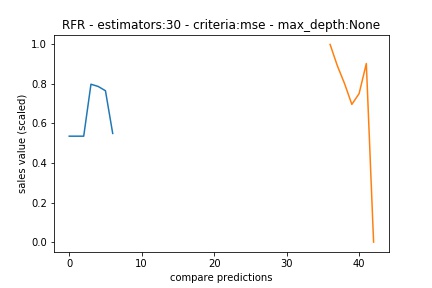 RFR - estimators:30 - criteria:mse - max_depth:None
1.0
0.8
0.6
0.4
0.2
0.0
sales value (scaled)
0 10 20 30 40
compare predictions